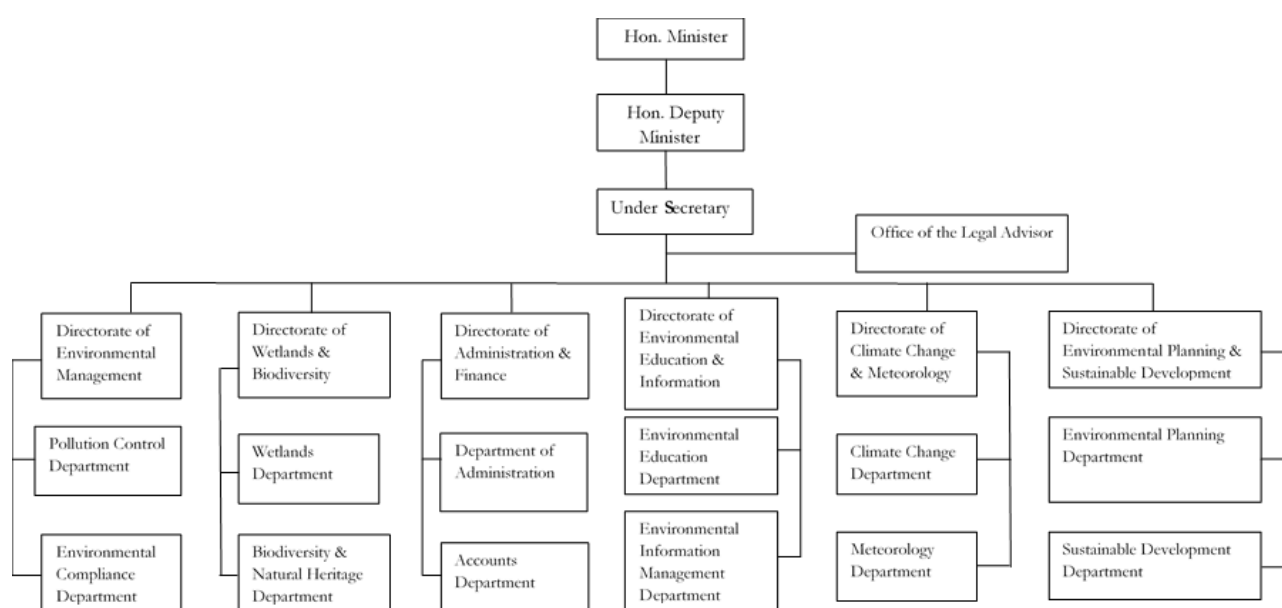 Hon. Minister
Hon. Deputy
Minister
Under Secretary
Office of the Legal Advisor
Directorate of
Environmental
Management
Directorate of
Wetlands &
Biodiversity
Directorate of
Administration &
Finance
Directorate of
Environmental
Education &
Information
Directorate of
Climate Change
& Meteorology
Directorate of
Environmental Planning &
Sustainable Development
Pollution Control
Department
Wetlands
Department
Department of
Administration
Environmental
Education
Department
Climate Change
Department
Environmental Planning
Department
Environmental
Compliance
Department
Biodiversity &
Natural Heritage
Department
Accounts
Department
Environmental
Information
Management
Department
Meteorology
Department
Sustainable Development
Department